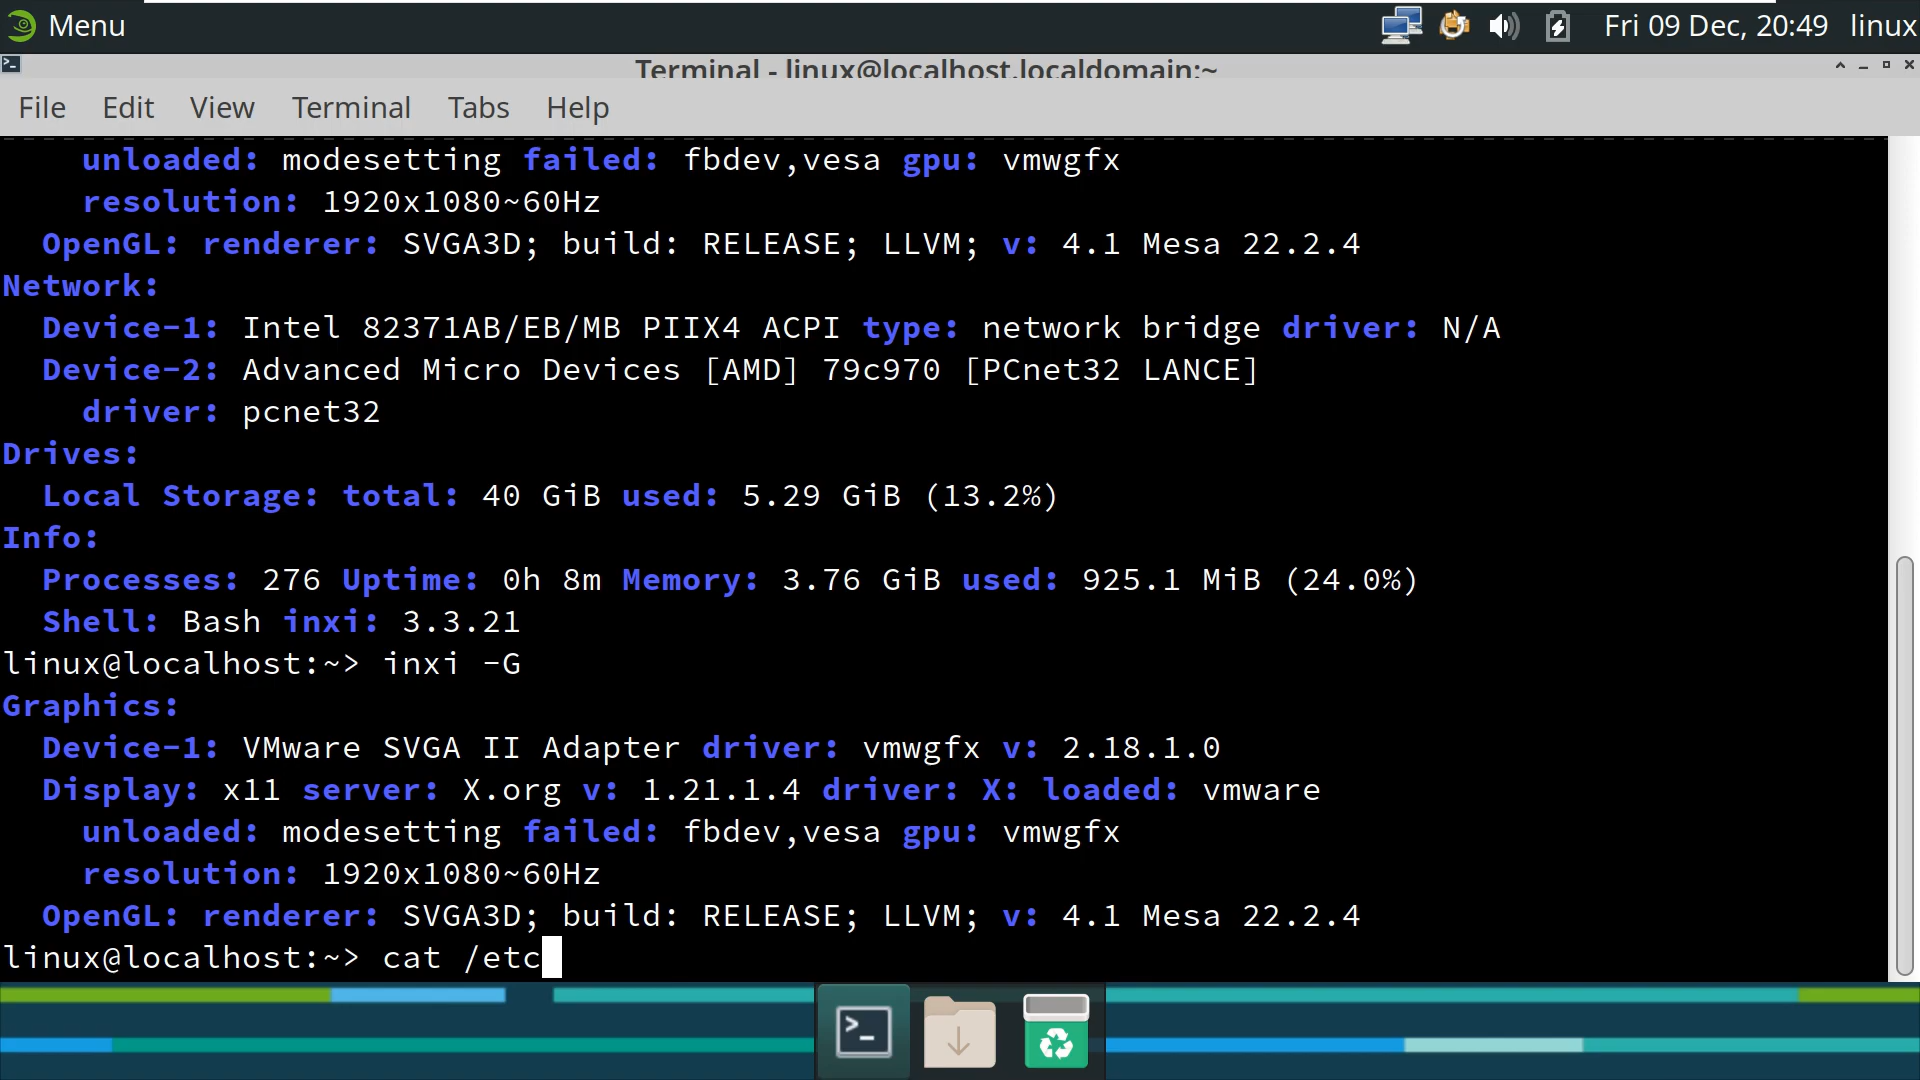 Menu
Fri 09 Dec, 20:49 linux
Terminal - linux@localhost.localdomain:~
File Edit View Terminal Tabs Help
unloaded: modesetting failed: fbdev,vesa gpu: vmwgfx
resolution: 1920x1080~60Hz
OpenGL: renderer: SVGA3D; build: RELEASE; LLVM; v: 4.1 Mesa 22.2.4
Network:
Device-1: Intel 82371AB/EB/MB PIIX4 ACPI type: network bridge driver: N/A
Device-2: Advanced Micro Devices [AMD] 79c970 [PCnet32 LANCE]
driver: pcnet32
Drives:
Local Storage: total: 40 GiB used: 5.29 GiB (13.2%)
Info:
Processes: 276 Uptime: 0h 8m Memory: 3.76 GiB used: 925.1 MiB (24.0%)
Shell: Bash inxi: 3.3.21
linux@localhost:~> inxi -G
Graphics:
Device-1: VMware SVGA II Adapter driver: vmwgfx v: 2.18.1.0
Display: x11 server: X.org v: 1.21.1.4 driver: X: loaded: vmware
unloaded: modesetting failed: fbdev,vesa gpu: vmwgfx
resolution: 1920x1080~60Hz
OpenGL: renderer: SVGA3D; build: RELEASE; LLVM; v: 4.1 Mesa 22.2.4
linux@localhost:~> cat /etc